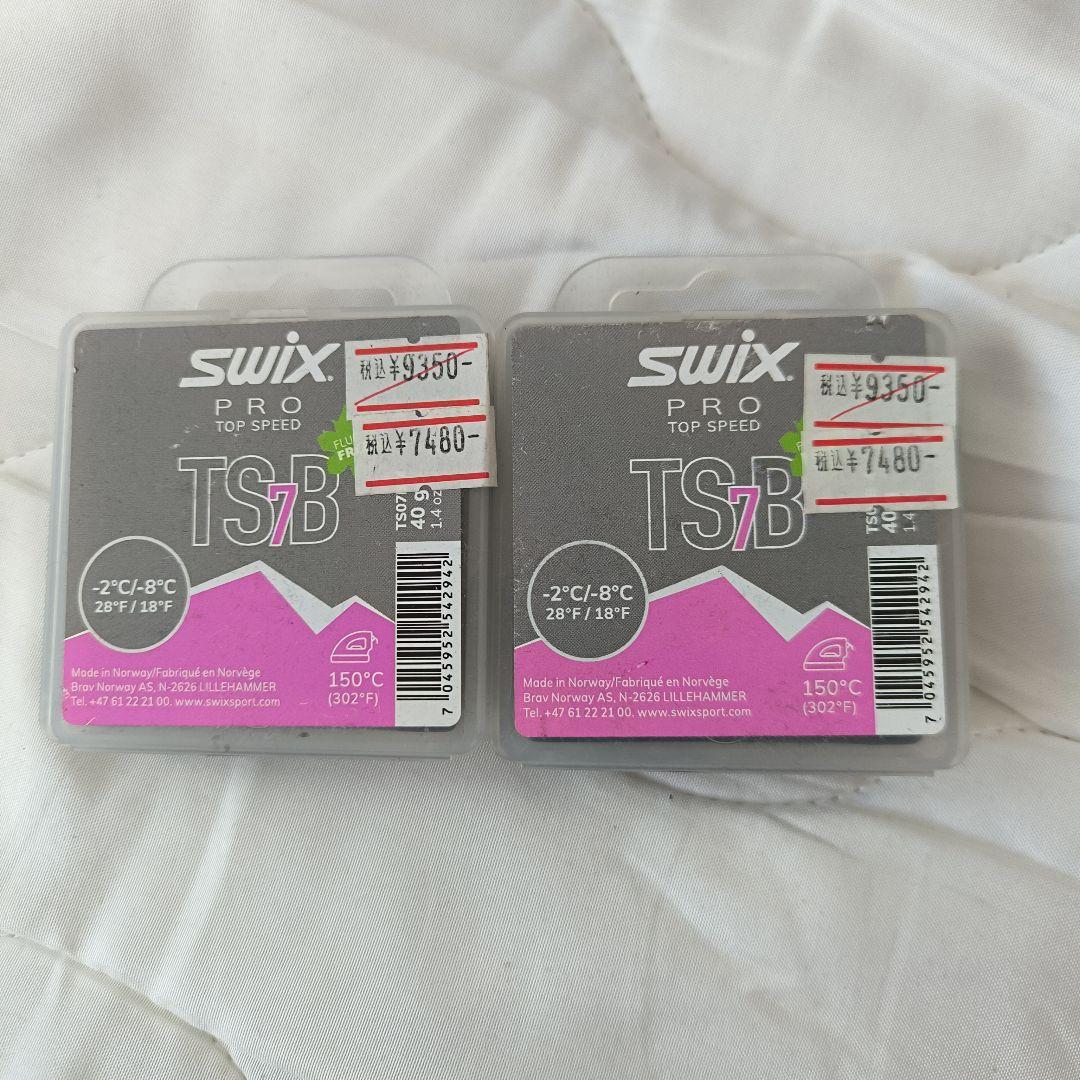 SWIX
PRO
TOP SPEED
TS7B
税込¥9350-
税込¥7480-
40 g
1.4 oz
-2°C/-8°C
28°F / 18°F
Made in Norway/Fabriqué en Norvège
Brav Norway AS, N-2626 LILLEHAMMER
Tel. +47 61 22 21 00. www.swixsport.com
150°C
(302°F)
7 045952 542942
SWIX
PRO
TOP SPEED
TS7B
税込¥9350-
税込¥7480-
-2°C/-8°C
28°F / 18°F
Made in Norway/Fabriqué en Norvège
Brav Norway AS, N-2626 LILLEHAMMER
Tel. +47 61 22 21 00. www.swixsport.com
150°C
(302°F)
7 045952 542942